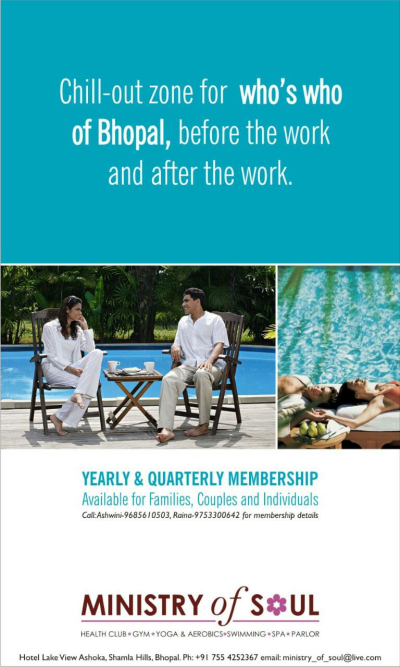 Chill-out zone for who's who
of Bhopal, before the work
and after the work.
YEARLY & QUARTERLY MEMBERSHIP
Available for Families, Couples and Individuals
Call:Ashwini-9685610503, Raina-9753300642 for membership details
MINISTRY of SOUL
HEALTH CLUB•GYM•YOGA & AEROBICS•SWIMMING•SPA•PARLOR
Hotel Lake View Ashoka, Shamla Hills, Bhopal. Ph: +91 755 4252367 email: ministry_of_soul@live.com